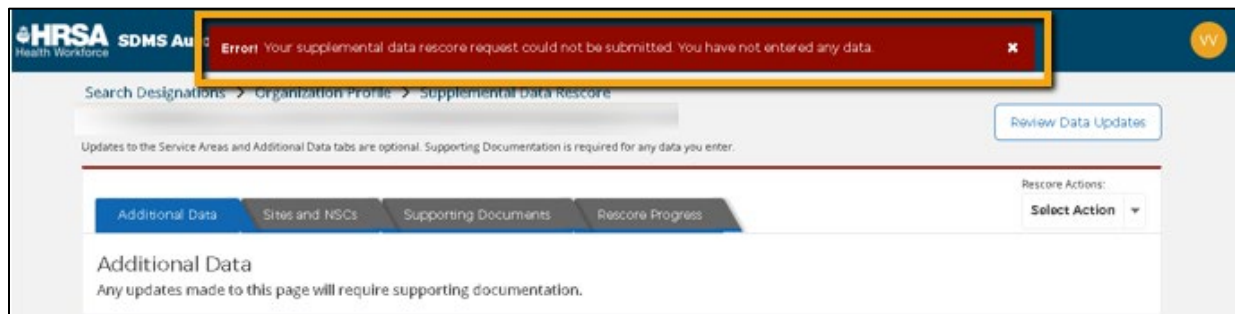 HRSA
Health Workforce
SDMS Au
Error! Your supplemental data rescore request could not be submitted. You have not entered any data.
×
VV
Search Designations > Organization Profile > Supplemental Data Rescore
Review Data Updates
Updates to the Service Areas and Additional Data tabs are optional. Supporting Documentation is required for any data you enter.
Rescore Actions:
Additional Data Sites and NSCs Supporting Documents Rescore Progress Select Action
Additional Data
Any updates made to this page will require supporting documentation.